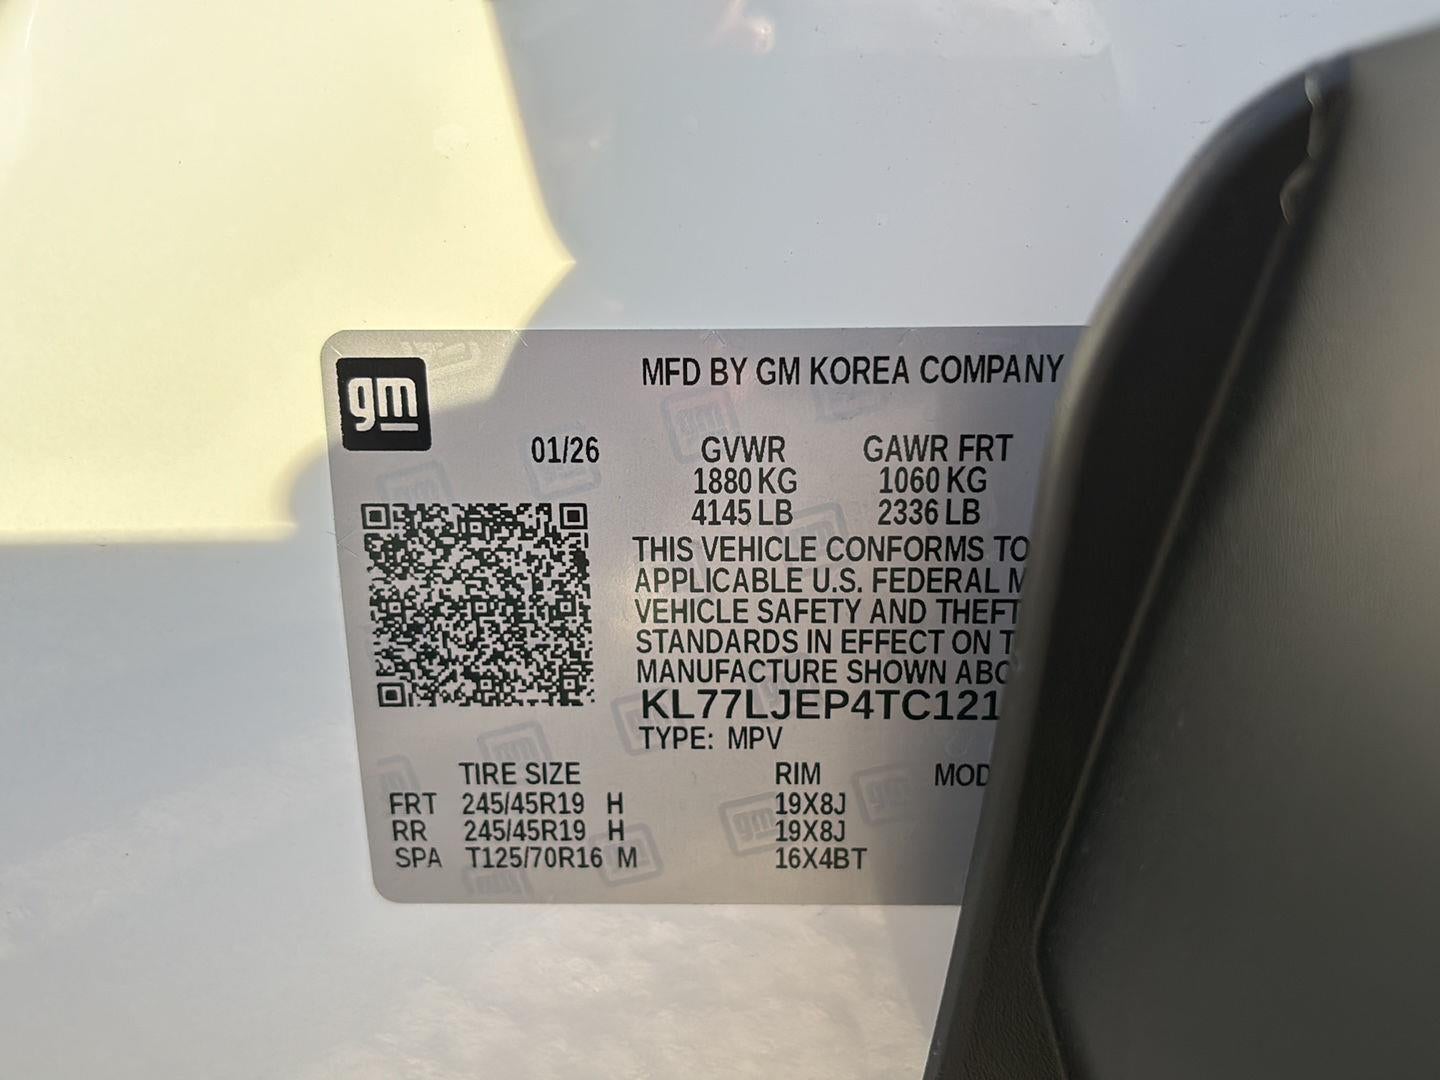 gm
MFD BY GM KOREA COMPANY
01/26 GVWR GAWR FRT
1880 KG 1060 KG
4145 LB 2336 LB
THIS VEHICLE CONFORMS TO
APPLICABLE U.S. FEDERAL
VEHICLE SAFETY AND THEFT
STANDARDS IN EFFECT ON
MANUFACTURE SHOWN
KL77LJEP4TC121
TYPE: MPV
TIRE SIZE RIM MOD
FRT 245/45R19 H 19X8J
RR 245/45R19 H 19X8J
SPA T125/70R16 M 16X4BT